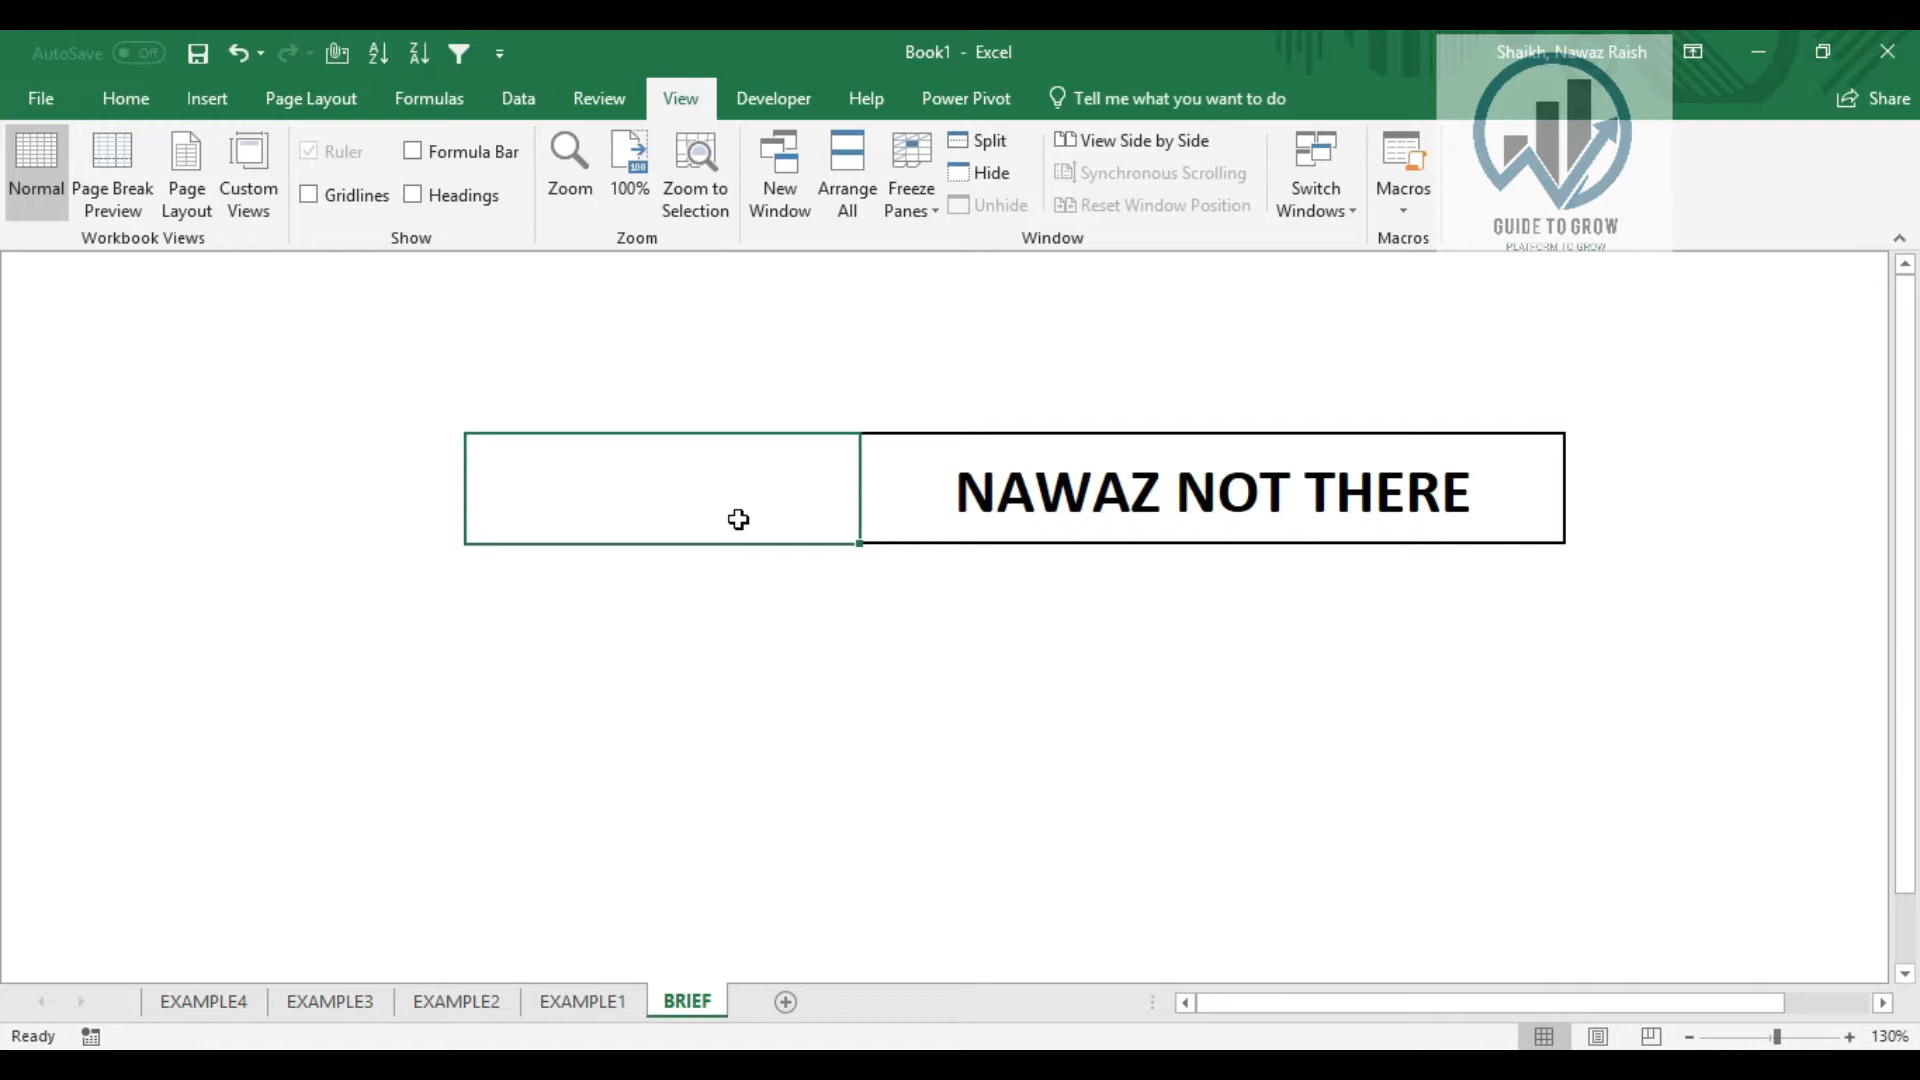 AutoSave Off
Book1 - Excel
Shaikh, Nawaz Raish
File Home Insert Page Layout Formulas Data Review View Developer Help Power Pivot Tell me what you want to do Share
Normal
Page Break Preview
Page Layout
Custom Views
Workbook Views
Ruler
Formula Bar
Gridlines
Headings
Show
Zoom
100
100%
Zoom to Selection
Zoom
New Window
Arrange All
Freeze Panes
Split
Hide
Unhide
View Side by Side
Synchronous Scrolling
Reset Window Position
Switch Windows
Window
Macros
Macros
GUIDE TO GROW
PLATFORM TO GROW
NAWAZ NOT THERE
EXAMPLE4 EXAMPLE3 EXAMPLE2 EXAMPLE1 BRIEF
Ready
130%